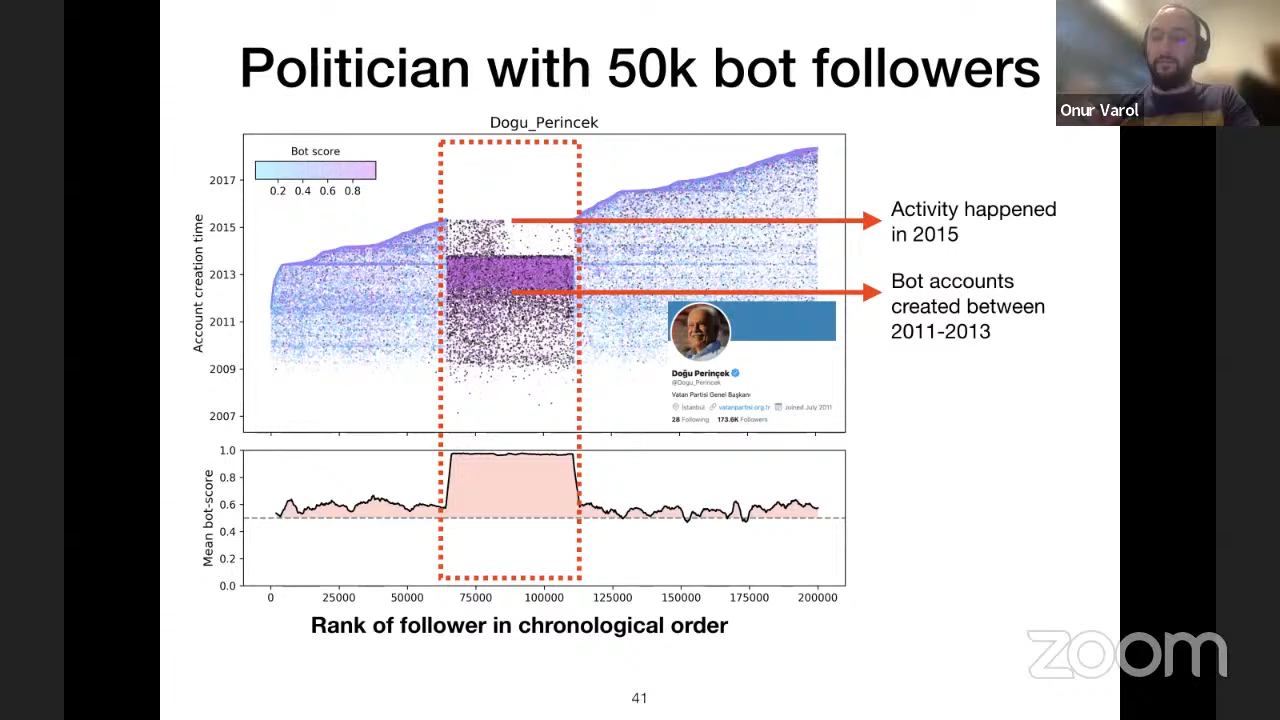 Politician with 50k bot followers
Onur Varol
Dogu_Perincek
Bot score
0.2 0.4 0.6 0.8
Account creation time
2017
2015
2013
2011
2009
2007
Activity happened
in 2015
Bot accounts
created between
2011-2013
Doğu Perinçek
@Dogu_Perincek
Vatan Partisi Genel Başkanı
İstanbul vatanpartisi.org.tr Joined July 2011
28 Following 173.6K Followers
Mean bot-score
1.0
0.8
0.6
0.4
0.2
0.0
0 25000 50000 75000 100000 125000 150000 175000 200000
Rank of follower in chronological order
zoom
41